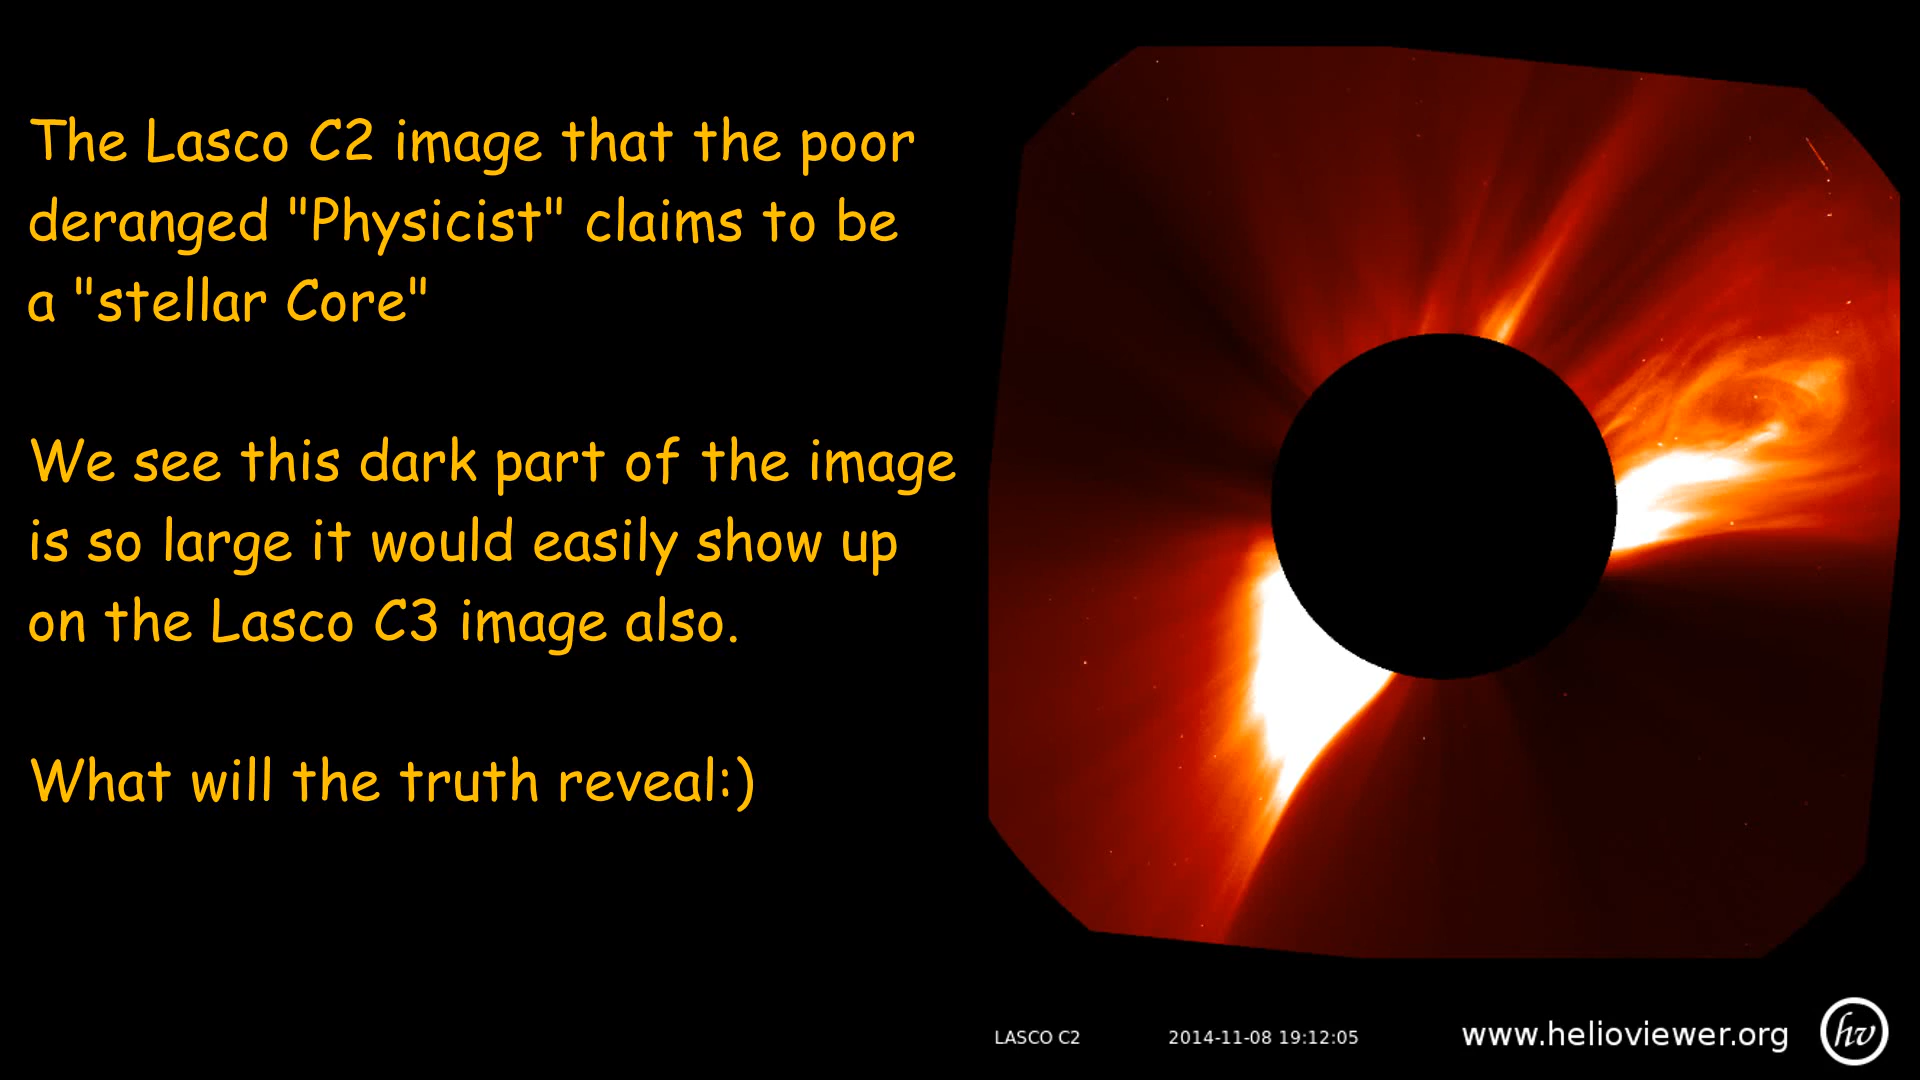 The Lasco C2 image that the poor
deranged "Physicist" claims to be
a "stellar Core"
We see this dark part of the image
is so large it would easily show up
on the Lasco C3 image also.
What will the truth reveal:)
LASCO C2
2014-11-08 19:12:05
www.helioviewer.org
hv